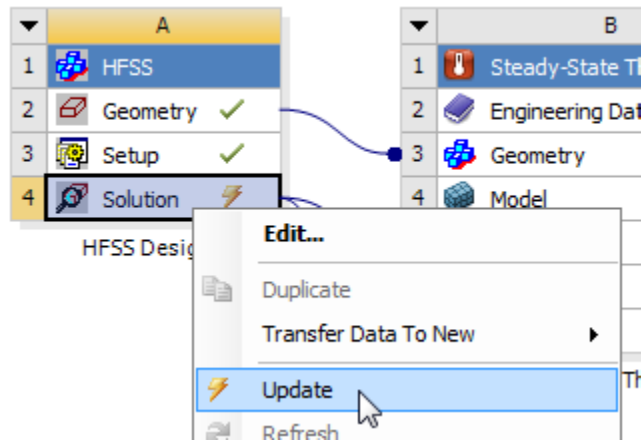 A
1 HFSS
2 Geometry
3 Setup
4 Solution
HFSS Desig
B
1 Steady-State Th
2 Engineering Dat
3 Geometry
4 Model
Edit...
Duplicate
Transfer Data To New
Update
Refresh
Th